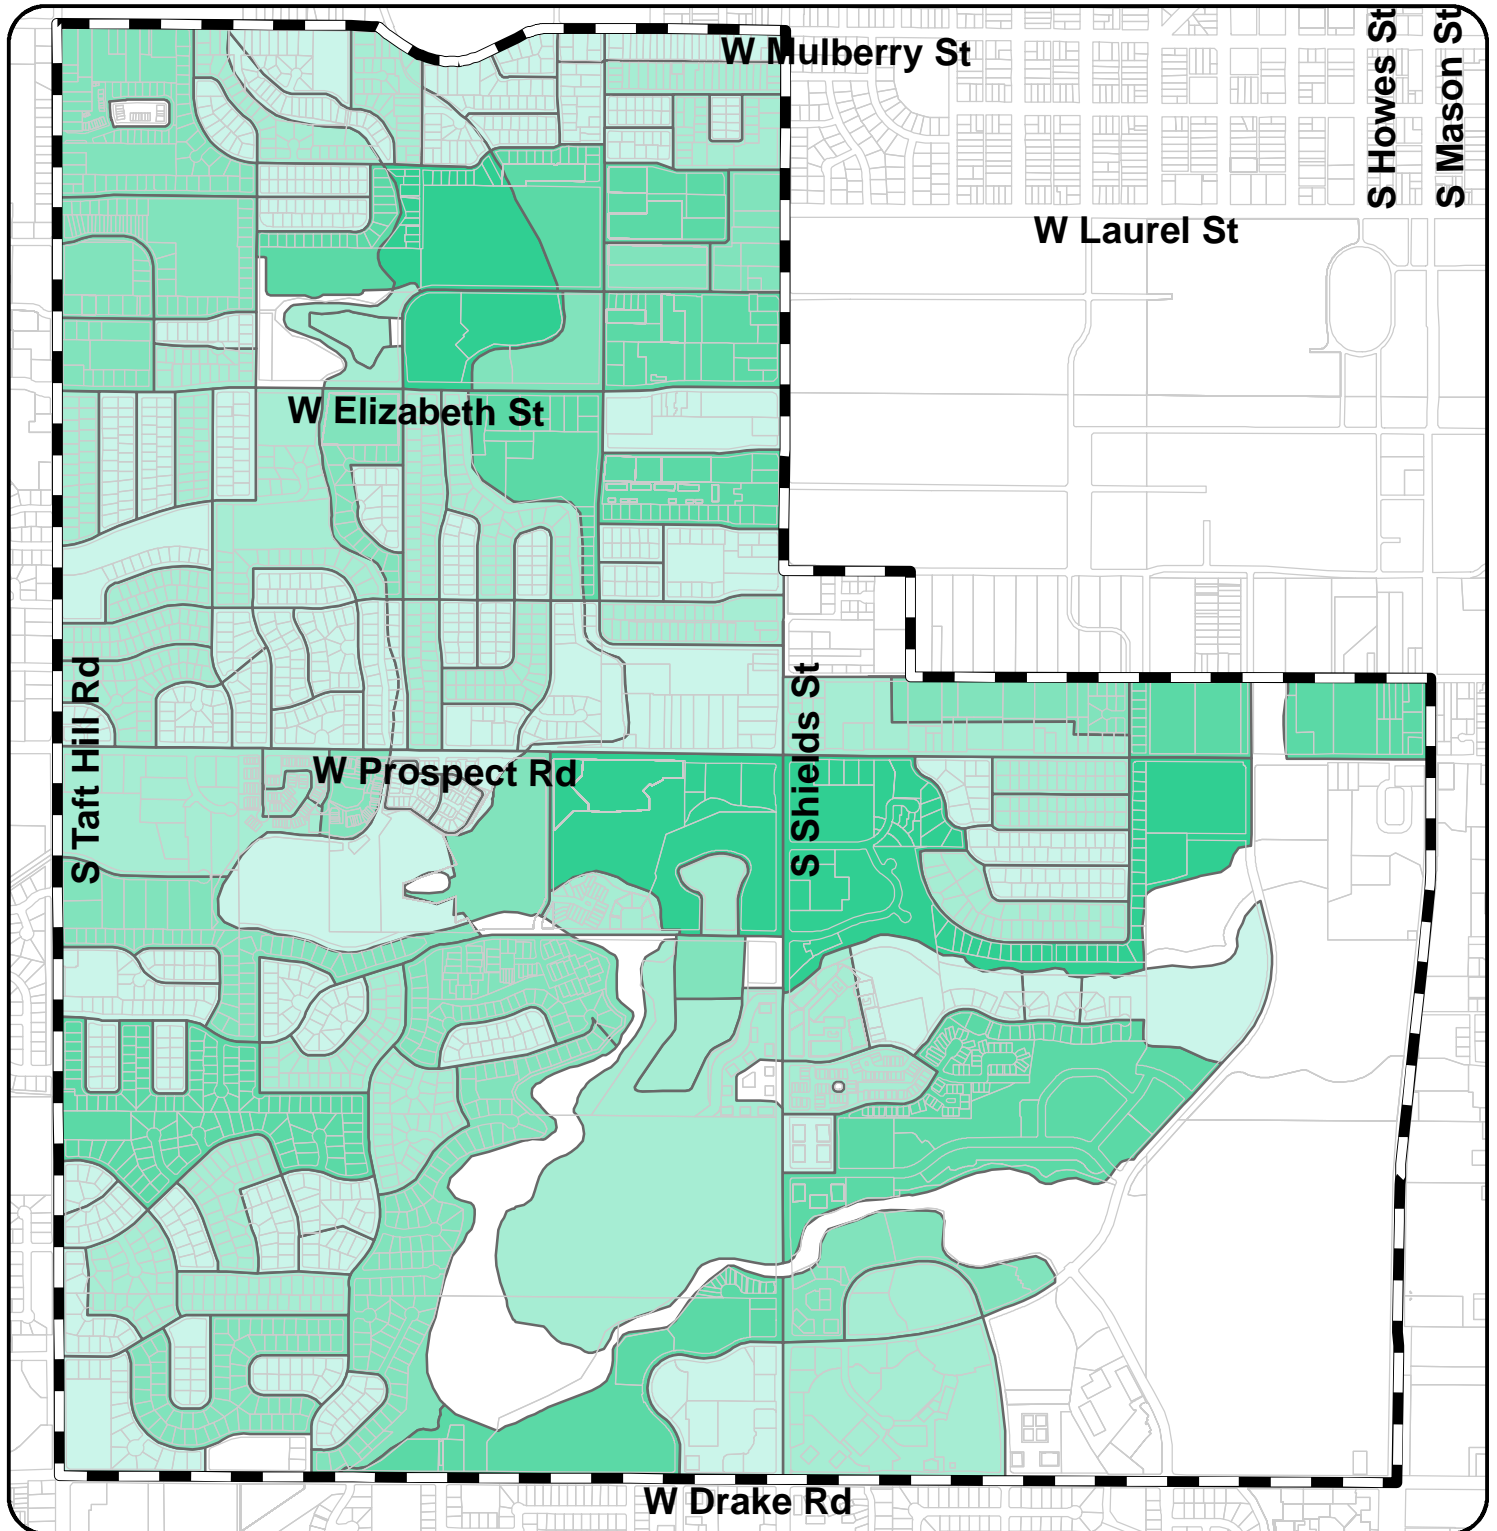 W Mulberry St
S Howes St
S Mason St
W Laurel St
W Elizabeth St
S Taft Hill Rd
S Shields St
W Prospect Rd
W Drake Rd